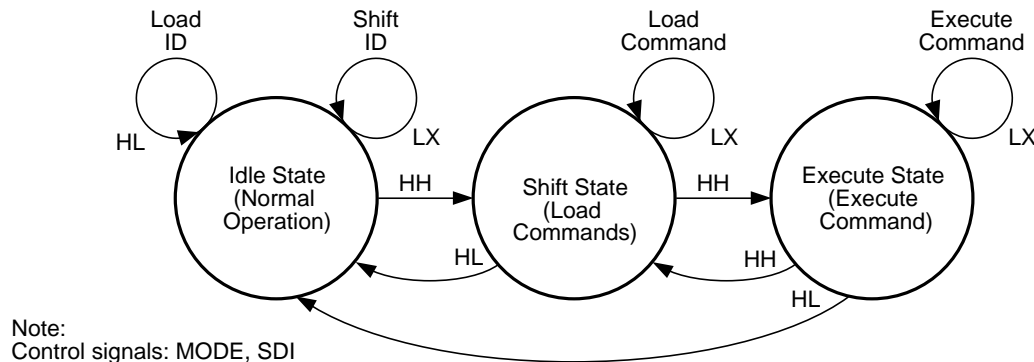 Load
ID
Shift
ID
Load
Command
Execute
Command
HL
LX
LX
LX
Idle State
(Normal
Operation)
HH
Shift State
(Load
Commands)
HH
Execute State
(Execute
Command)
HL
HH
HL
Note:
Control signals: MODE, SDI